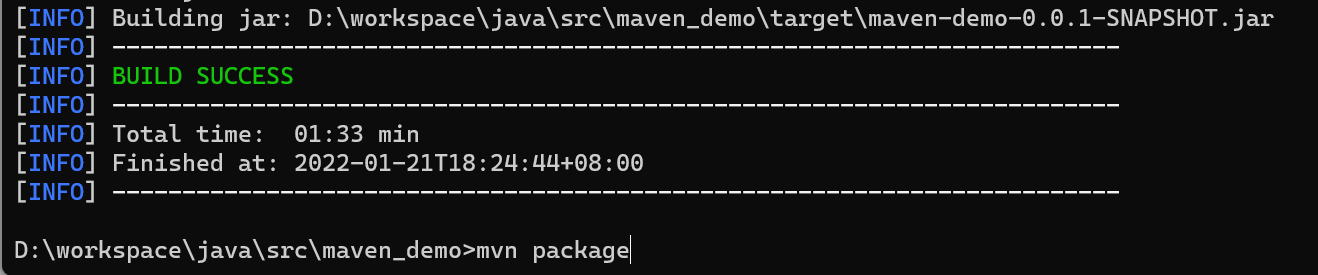 [INFO] Building jar: D:\workspace\java\src\maven_demo\target\maven-demo-0.0.1-SNAPSHOT.jar
[INFO] ------------------------------------------------------------------------
[INFO] BUILD SUCCESS
[INFO] ------------------------------------------------------------------------
[INFO] Total time:  01:33 min
[INFO] Finished at: 2022-01-21T18:24:44+08:00
[INFO] ------------------------------------------------------------------------
D:\workspace\java\src\maven_demo>mvn package